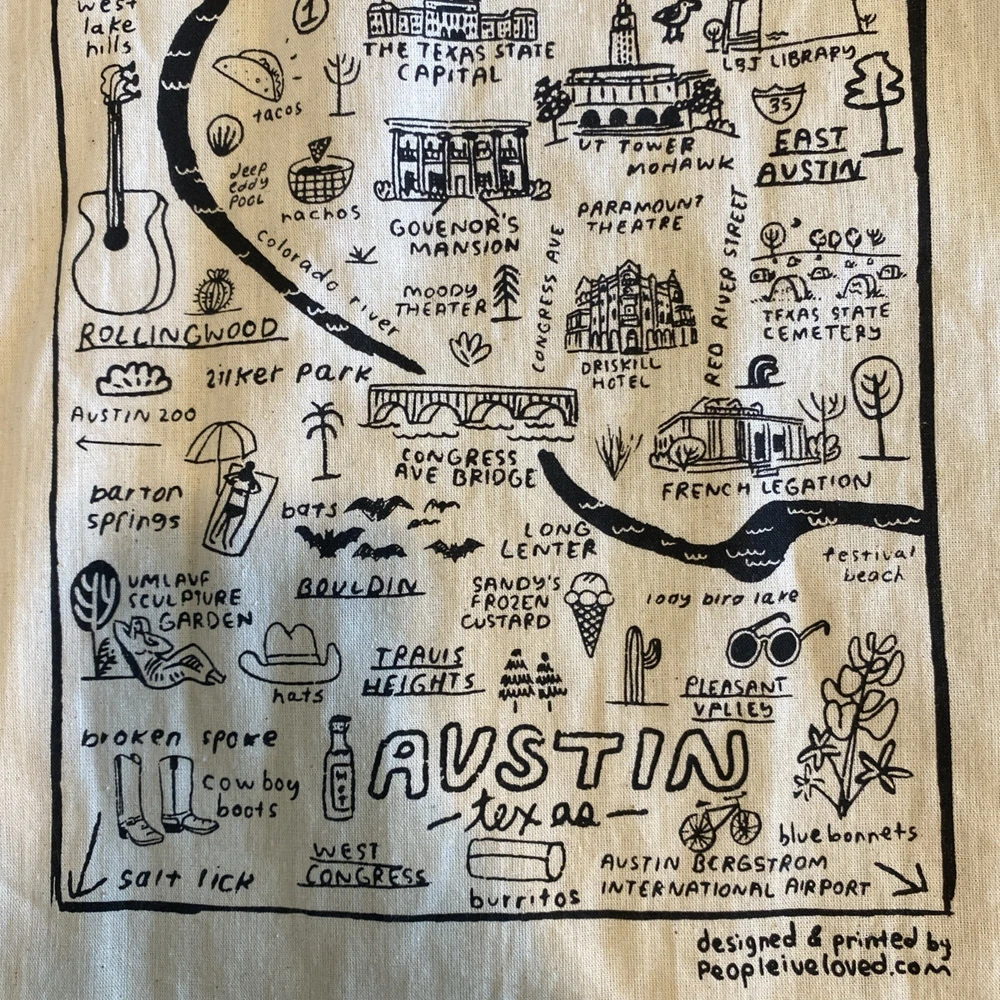 west
lake
hills
1
THE TEXAS STATE
CAPITAL
LBJ LIBRARY
tacos
35
EAST
AUSTIN
UT TOWER
MOHAWK
deep
eddy
POOL
nachos
GOVENOR'S
MANSION
PARAMOUNT
THEATRE
RED RIVER STREET
CONGRESS AVE
colorado river
MOODY
THEATER
TEXAS STATE
CEMETERY
ROLLINGWOOD
DRISKILL
HOTEL
zilker park
AUSTIN ZOO
CONGRESS
AVE BRIDGE
FRENCH LEGATION
barton
springs
bats
LONG
LENTER
festival
beach
UMLAUF
SCULPTURE
GARDEN
BOULDIN
SANDY'S
FROZEN
CUSTARD
lady bird lake
hats
TRAVIS
HEIGHTS
PLEASANT
VALLEY
broken spoke
HOT
AUSTIN
texas
cowboy
boots
bluebonnets
salt lick
WEST
CONGRESS
burritos
AUSTIN BERGSTROM
INTERNATIONAL AIRPORT
designed & printed by
Peopleiveloved.com